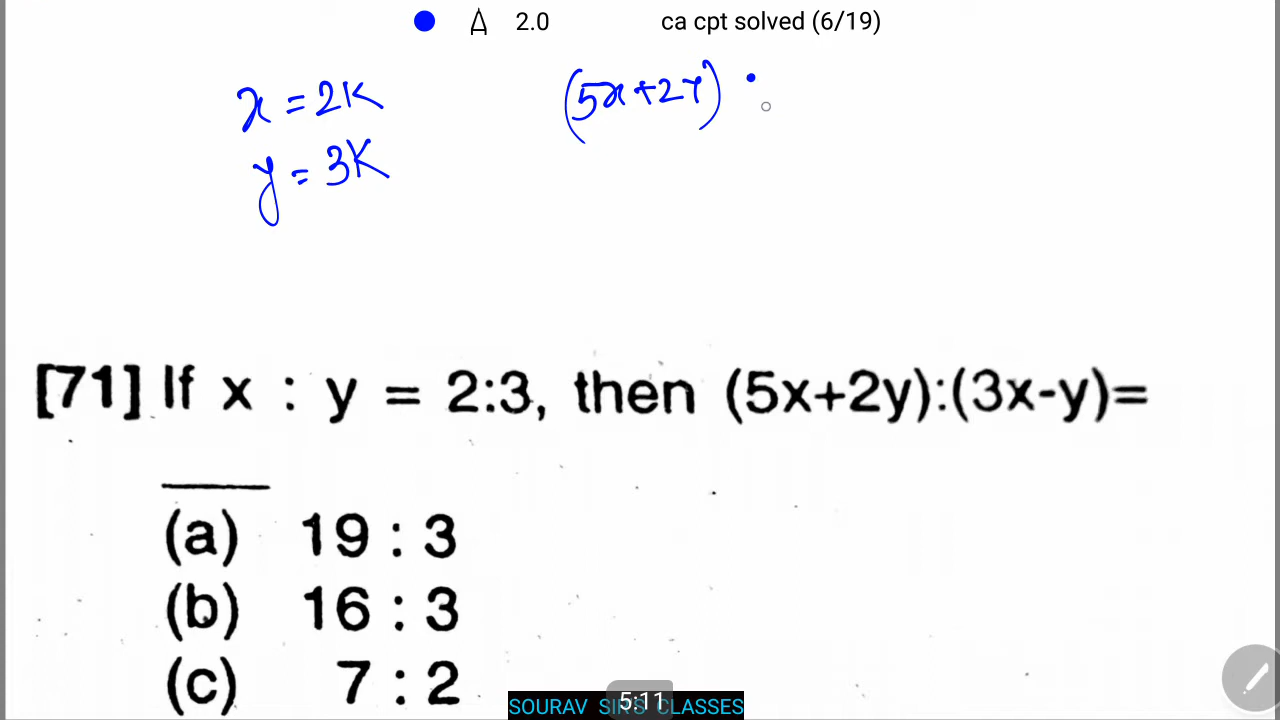 2.0 ca cpt solved (6/19)
x = 2K (5x+2y) :
y = 3K
[71] If x : y = 2:3, then (5x+2y):(3x-y)=
(a) 19 : 3
(b) 16 : 3
(c) 7 : 2
SOURAV SIR'S CLASSES
5:11